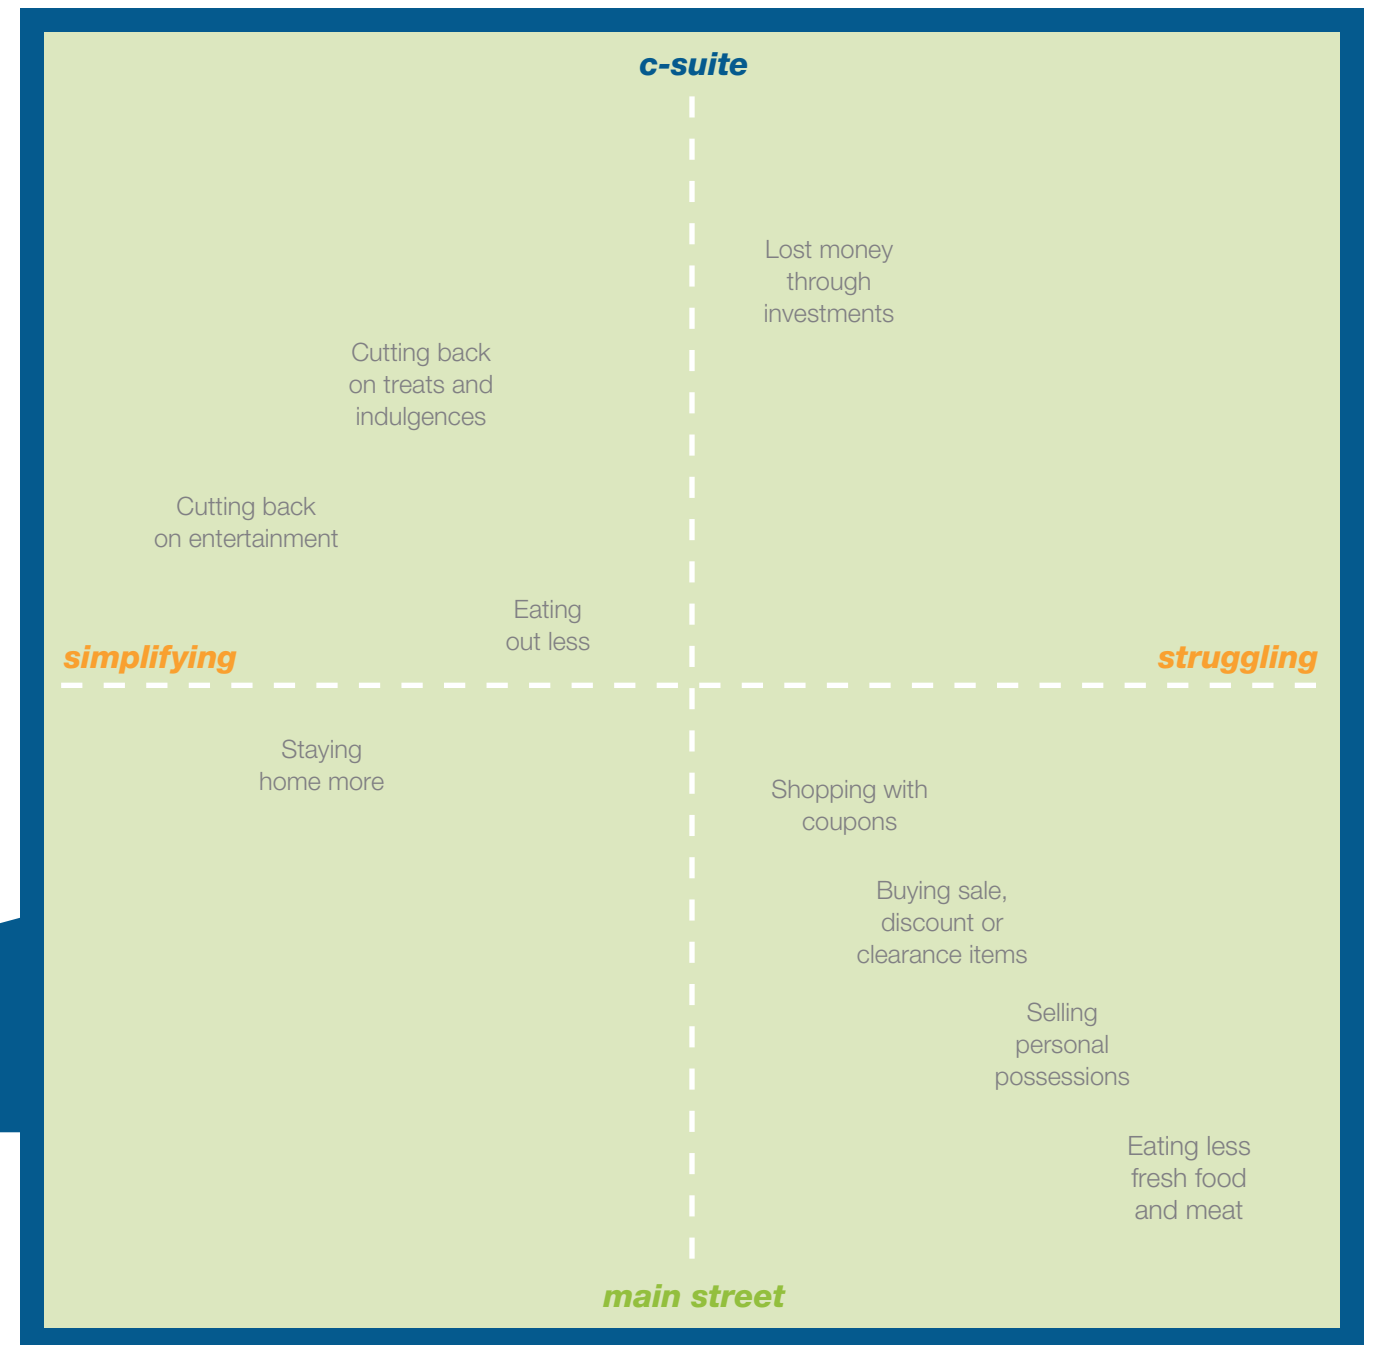 c-suite
Lost money
through
investments
Cutting back
on treats and
indulgences
Cutting back
on entertainment
Eating
out less
simplifying
struggling
Staying
home more
Shopping with
coupons
Buying sale,
discount or
clearance items
Selling
personal
possessions
Eating less
fresh food
and meat
main street